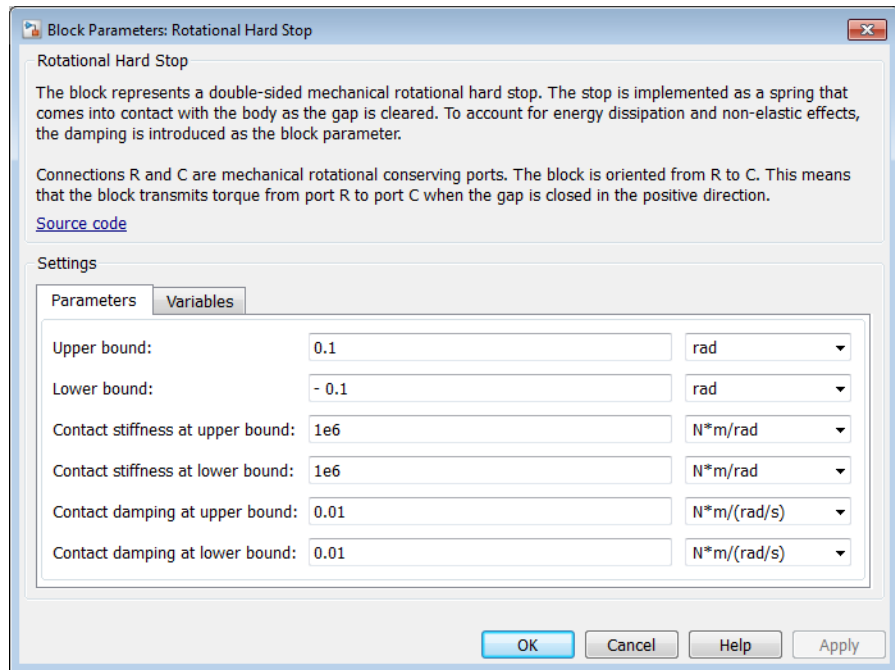 Block Parameters: Rotational Hard Stop
Rotational Hard Stop
The block represents a double-sided mechanical rotational hard stop. The stop is implemented as a spring that
comes into contact with the body as the gap is cleared. To account for energy dissipation and non-elastic effects,
the damping is introduced as the block parameter.
Connections R and C are mechanical rotational conserving ports. The block is oriented from R to C. This means
that the block transmits torque from port R to port C when the gap is closed in the positive direction.
Source code
Settings
Parameters Variables
Upper bound: 0.1 rad
Lower bound: - 0.1 rad
Contact stiffness at upper bound: 1e6 N*m/rad
Contact stiffness at lower bound: 1e6 N*m/rad
Contact damping at upper bound: 0.01 N*m/(rad/s)
Contact damping at lower bound: 0.01 N*m/(rad/s)
OK Cancel Help Apply